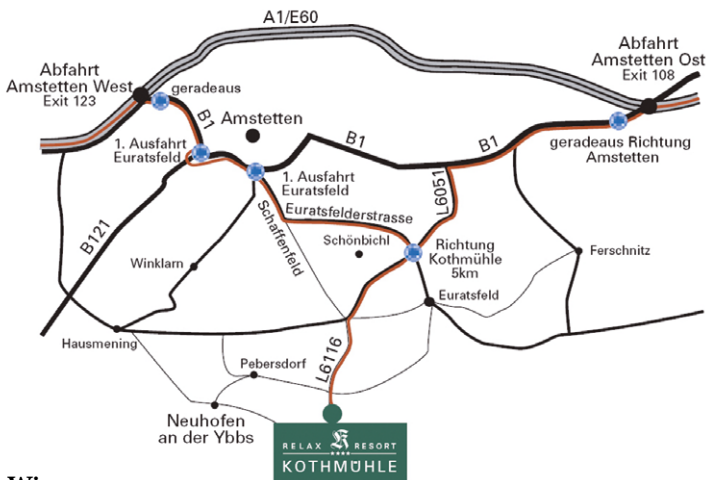 A1/E60
Abfahrt
Amstetten West
Exit 123
Abfahrt
Amstetten Ost
Exit 108
geradeaus
B1
Amstetten
B1
B1
geradeaus Richtung
Amstetten
1. Ausfahrt
Euratsfeld
1. Ausfahrt
Euratsfeld
L6051
Euratsfelderstrasse
Schaffenfeld
B121
Schönbichl
Richtung
Kothmühle
5km
Ferschnitz
Winklarn
Euratsfeld
Hausmening
L6116
Pebersdorf
Neuhofen
an der Ybbs
RELAX RESORT
KOTHMÜHLE